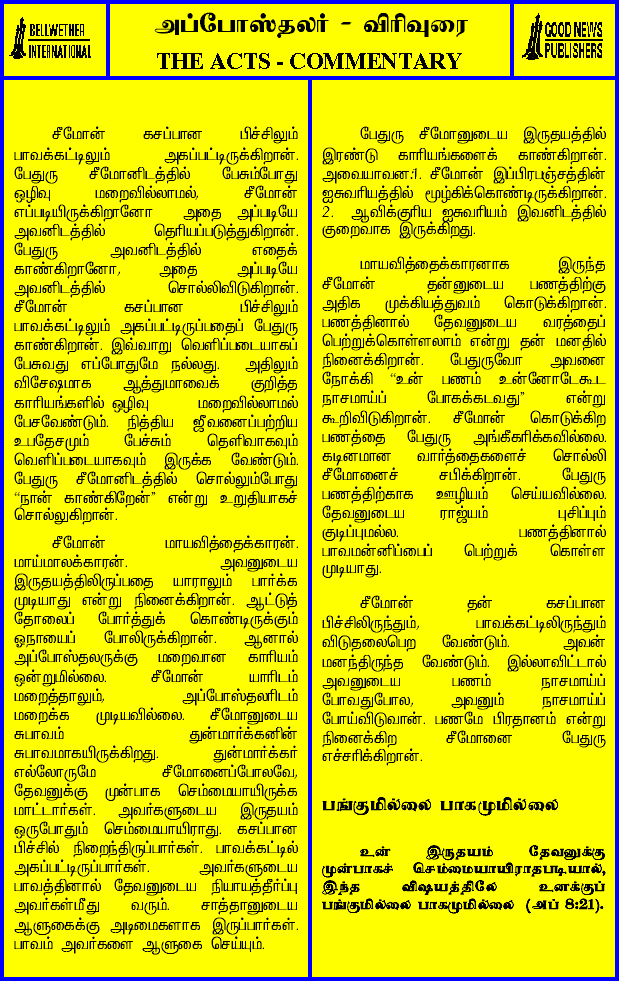 BELLWETHER
INTERNATIONAL
அப்போஸ்தலர் - விரிவுரை
THE ACTS - COMMENTARY
GOOD NEWS
PUBLISHERS
சீமோன் கசப்பான பிச்சிலும்
பாவக்கட்டிலும் அகப்பட்டிருக்கிறான்.
பேதுரு சீமோனிடத்தில் பேசும்போது
ஒழிவு மறைவில்லாமல், சீமோன்
எப்படியிருக்கிறானோ அதை அப்படியே
அவனிடத்தில் தெரியப்படுத்துகிறான்.
பேதுரு அவனிடத்தில் எதைக்
காண்கிறானோ, அதை அப்படியே
அவனிடத்தில் சொல்லிவிடுகிறான்.
சீமோன் கசப்பான பிச்சிலும்
பாவக்கட்டிலும் அகப்பட்டிருப்பதைப் பேதுரு
காண்கிறான். இவ்வாறு வெளிப்படையாகப்
பேசுவது எப்போதுமே நல்லது. அதிலும்
விசேஷமாக ஆத்துமாவைக் குறித்த
காரியங்களில் ஒழிவு மறைவில்லாமல்
பேசவேண்டும். நித்திய ஜீவனைப்பற்றிய
உபதேசமும் பேச்சும் தெளிவாகவும்
வெளிப்படையாகவும் இருக்க வேண்டும்.
பேதுரு சீமோனிடத்தில் சொல்லும்போது
“நான் காண்கிறேன்” என்று உறுதியாகச்
சொல்லுகிறான்.
சீமோன் மாயவித்தைக்காரன்.
மாய்மாலக்காரன். அவனுடைய
இருதயத்திலிருப்பதை யாராலும் பார்க்க
முடியாது என்று நினைக்கிறான். ஆட்டுத்
தோலைப் போர்த்துக் கொண்டிருக்கும்
ஓநாயைப் போலிருக்கிறான். ஆனால்
அப்போஸ்தலருக்கு மறைவான காரியம்
ஒன்றுமில்லை. சீமோன் யாரிடம்
மறைத்தாலும், அப்போஸ்தலரிடம்
மறைக்க முடியவில்லை. சீமோனுடைய
சுபாவம் துன்மார்க்கனின்
சுபாவமாகயிருக்கிறது. துன்மார்க்கர்
எல்லோருமே சீமோனைப்போலவே,
தேவனுக்கு முன்பாக செம்மையாயிருக்க
மாட்டார்கள். அவர்களுடைய இருதயம்
ஒருபோதும் செம்மையாயிராது. கசப்பான
பிச்சில் நிறைந்திருப்பார்கள். பாவக்கட்டில்
அகப்பட்டிருப்பார்கள். அவர்களுடைய
பாவத்தினால் தேவனுடைய நியாயத்தீர்ப்பு
அவர்கள்மீது வரும். சாத்தானுடைய
ஆளுகைக்கு அடிமைகளாக இருப்பார்கள்.
பாவம் அவர்களை ஆளுகை செய்யும்.
பேதுரு சீமோனுடைய இருதயத்தில்
இரண்டு காரியங்களைக் காண்கிறான்.
அவையாவன:1. சீமோன் இப்பிரபஞ்சத்தின்
ஐசுவரியத்தில் மூழ்கிக்கொண்டிருக்கிறான்.
2. ஆவிக்குரிய ஐசுவரியம் இவனிடத்தில்
குறைவாக இருக்கிறது.
மாயவித்தைக்காரனாக இருந்த
சீமோன் தன்னுடைய பணத்திற்கு
அதிக முக்கியத்துவம் கொடுக்கிறான்.
பணத்தினால் தேவனுடைய வரத்தைப்
பெற்றுக்கொள்ளலாம் என்று தன் மனதில்
நினைக்கிறான். பேதுருவோ அவனை
நோக்கி “உன் பணம் உன்னோடேகூட
நாசமாய்ப் போகக்கடவது” என்று
கூறிவிடுகிறான். சீமோன் கொடுக்கிற
பணத்தை பேதுரு அங்கீகரிக்கவில்லை.
கடினமான வார்த்தைகளைச் சொல்லி
சீமோனைச் சபிக்கிறான். பேதுரு
பணத்திற்காக ஊழியம் செய்யவில்லை.
தேவனுடைய ராஜ்யம் புசிப்பும்
குடிப்புமல்ல. பணத்தினால்
பாவமன்னிப்பைப் பெற்றுக் கொள்ள
முடியாது.
சீமோன் தன் கசப்பான
பிச்சிலிருந்தும், பாவக்கட்டிலிருந்தும்
விடுதலைபெற வேண்டும். அவன்
மனந்திருந்த வேண்டும். இல்லாவிட்டால்
அவனுடைய பணம் நாசமாய்ப்
போவதுபோல, அவனும் நாசமாய்ப்
போய்விடுவான். பணமே பிரதானம் என்று
நினைக்கிற சீமோனை பேதுரு
எச்சரிக்கிறான்.
பங்குமில்லை பாகமுமில்லை
உன் இருதயம் தேவனுக்கு
முன்பாகச் செம்மையாயிராதபடியால்,
இந்த விஷயத்திலே உனக்குப்
பங்குமில்லை பாகமுமில்லை (அப் 8:21).